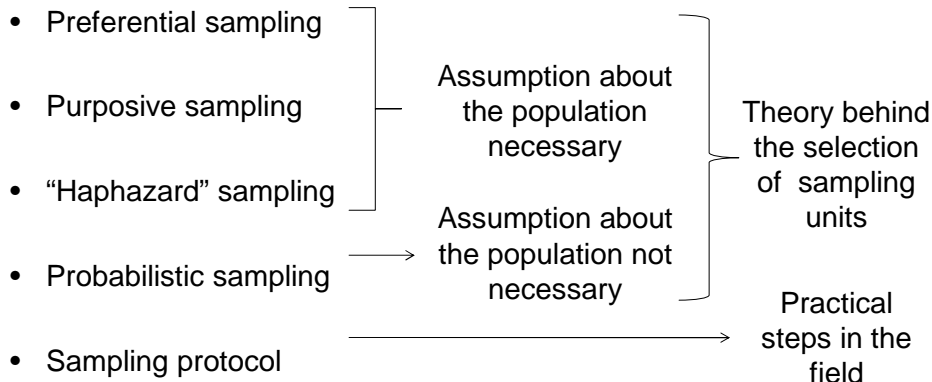 • Preferential sampling
• Purposive sampling
• “Haphazard” sampling
• Probabilistic sampling
• Sampling protocol
Assumption about
the population
necessary
Assumption about
the population not
necessary
Theory behind
the selection
of sampling
units
Practical
steps in the
field